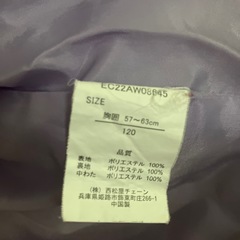 EC22AW08945
SIZE
胸囲 57～63cm
120
品質
表地 ポリエステル 100%
裏地 ポリエステル 100%
中わた ポリエステル 100%
(株) 西松屋チェーン
兵庫県姫路市飾東町庄266-1
中国製